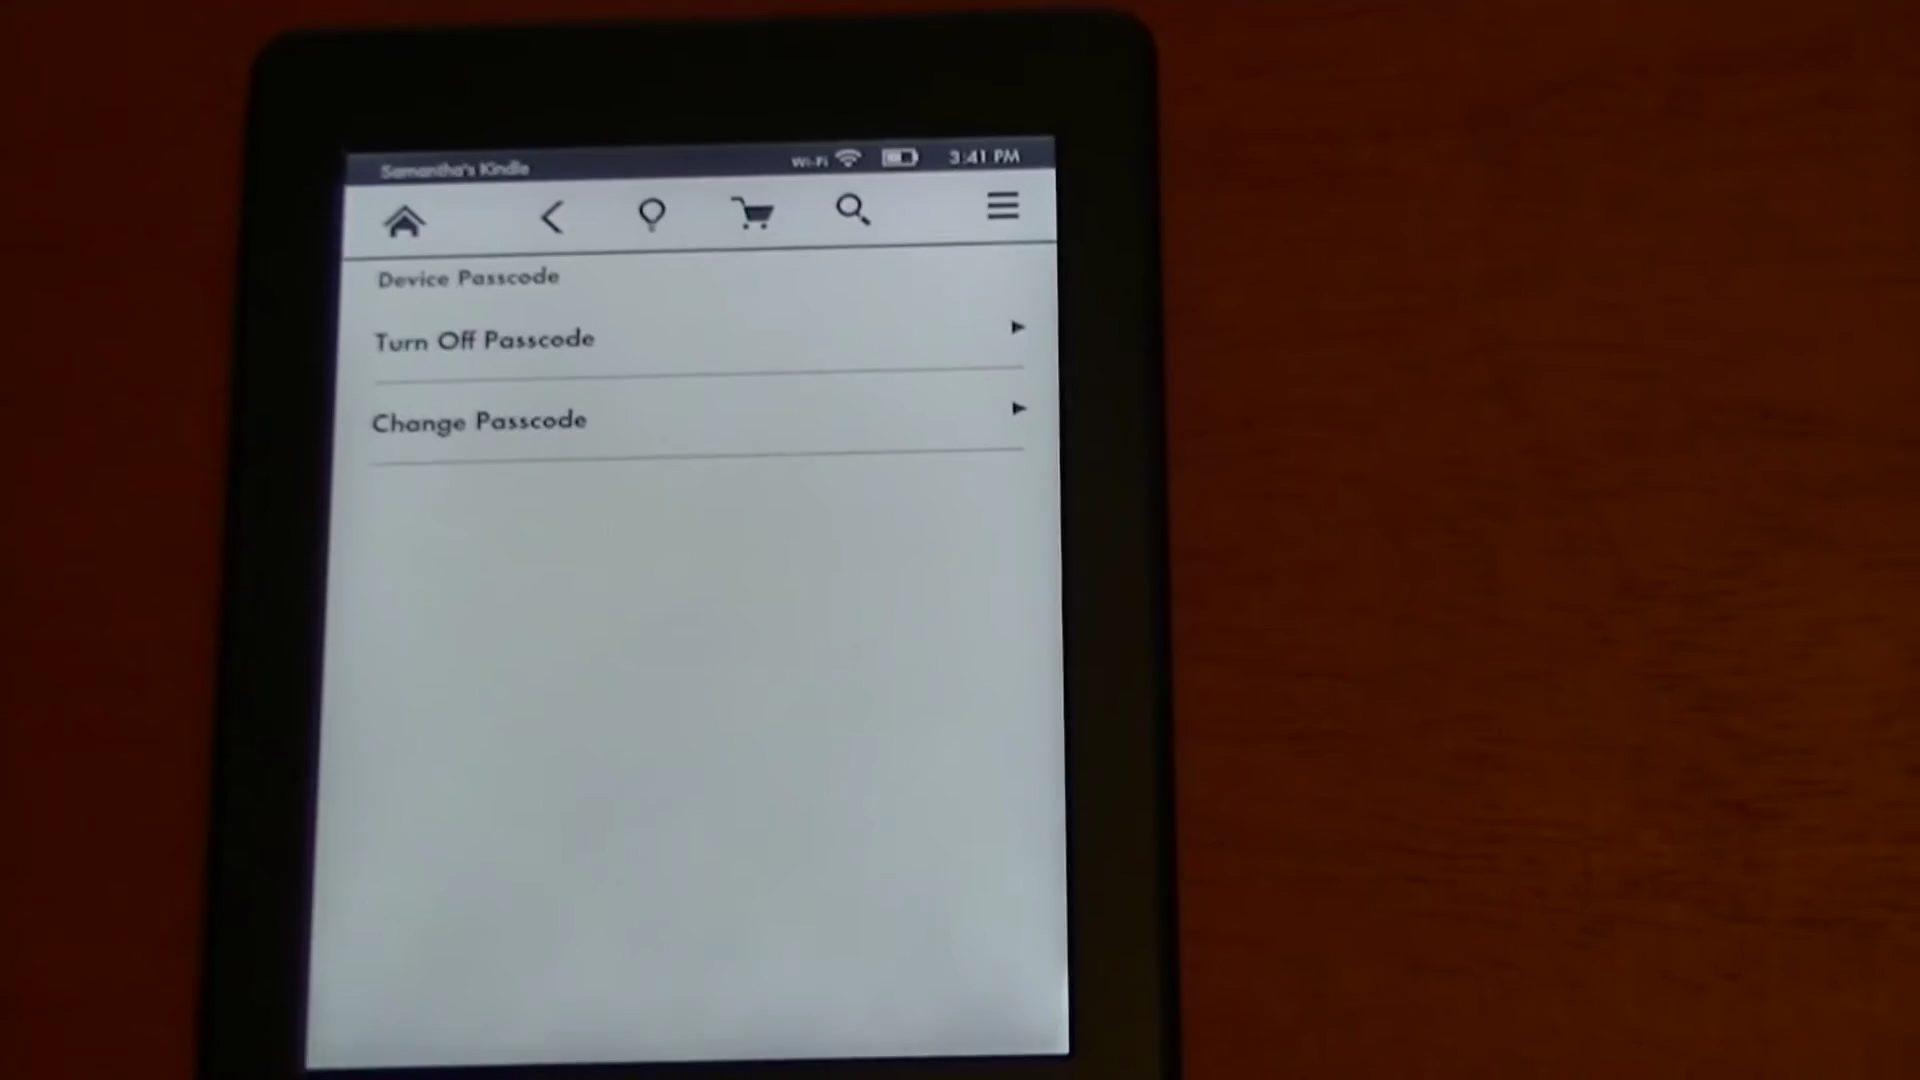 Samantha's Kindle Wi-Fi 3:41 PM
Device Passcode
Turn Off Passcode
Change Passcode